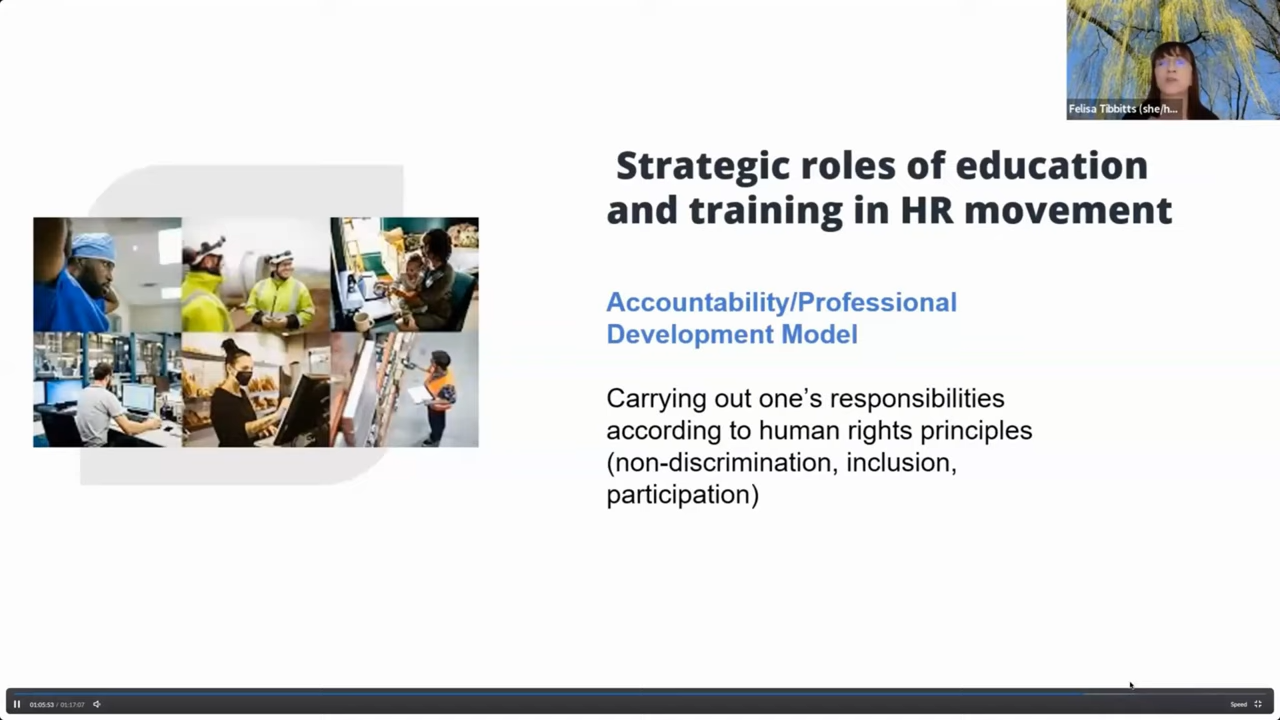 Felisa Tibbitts (she/h...
Strategic roles of education
and training in HR movement
Accountability/Professional
Development Model
Carrying out one’s responsibilities
according to human rights principles
(non-discrimination, inclusion,
participation)
01:05:53 / 01:17:07
Speed